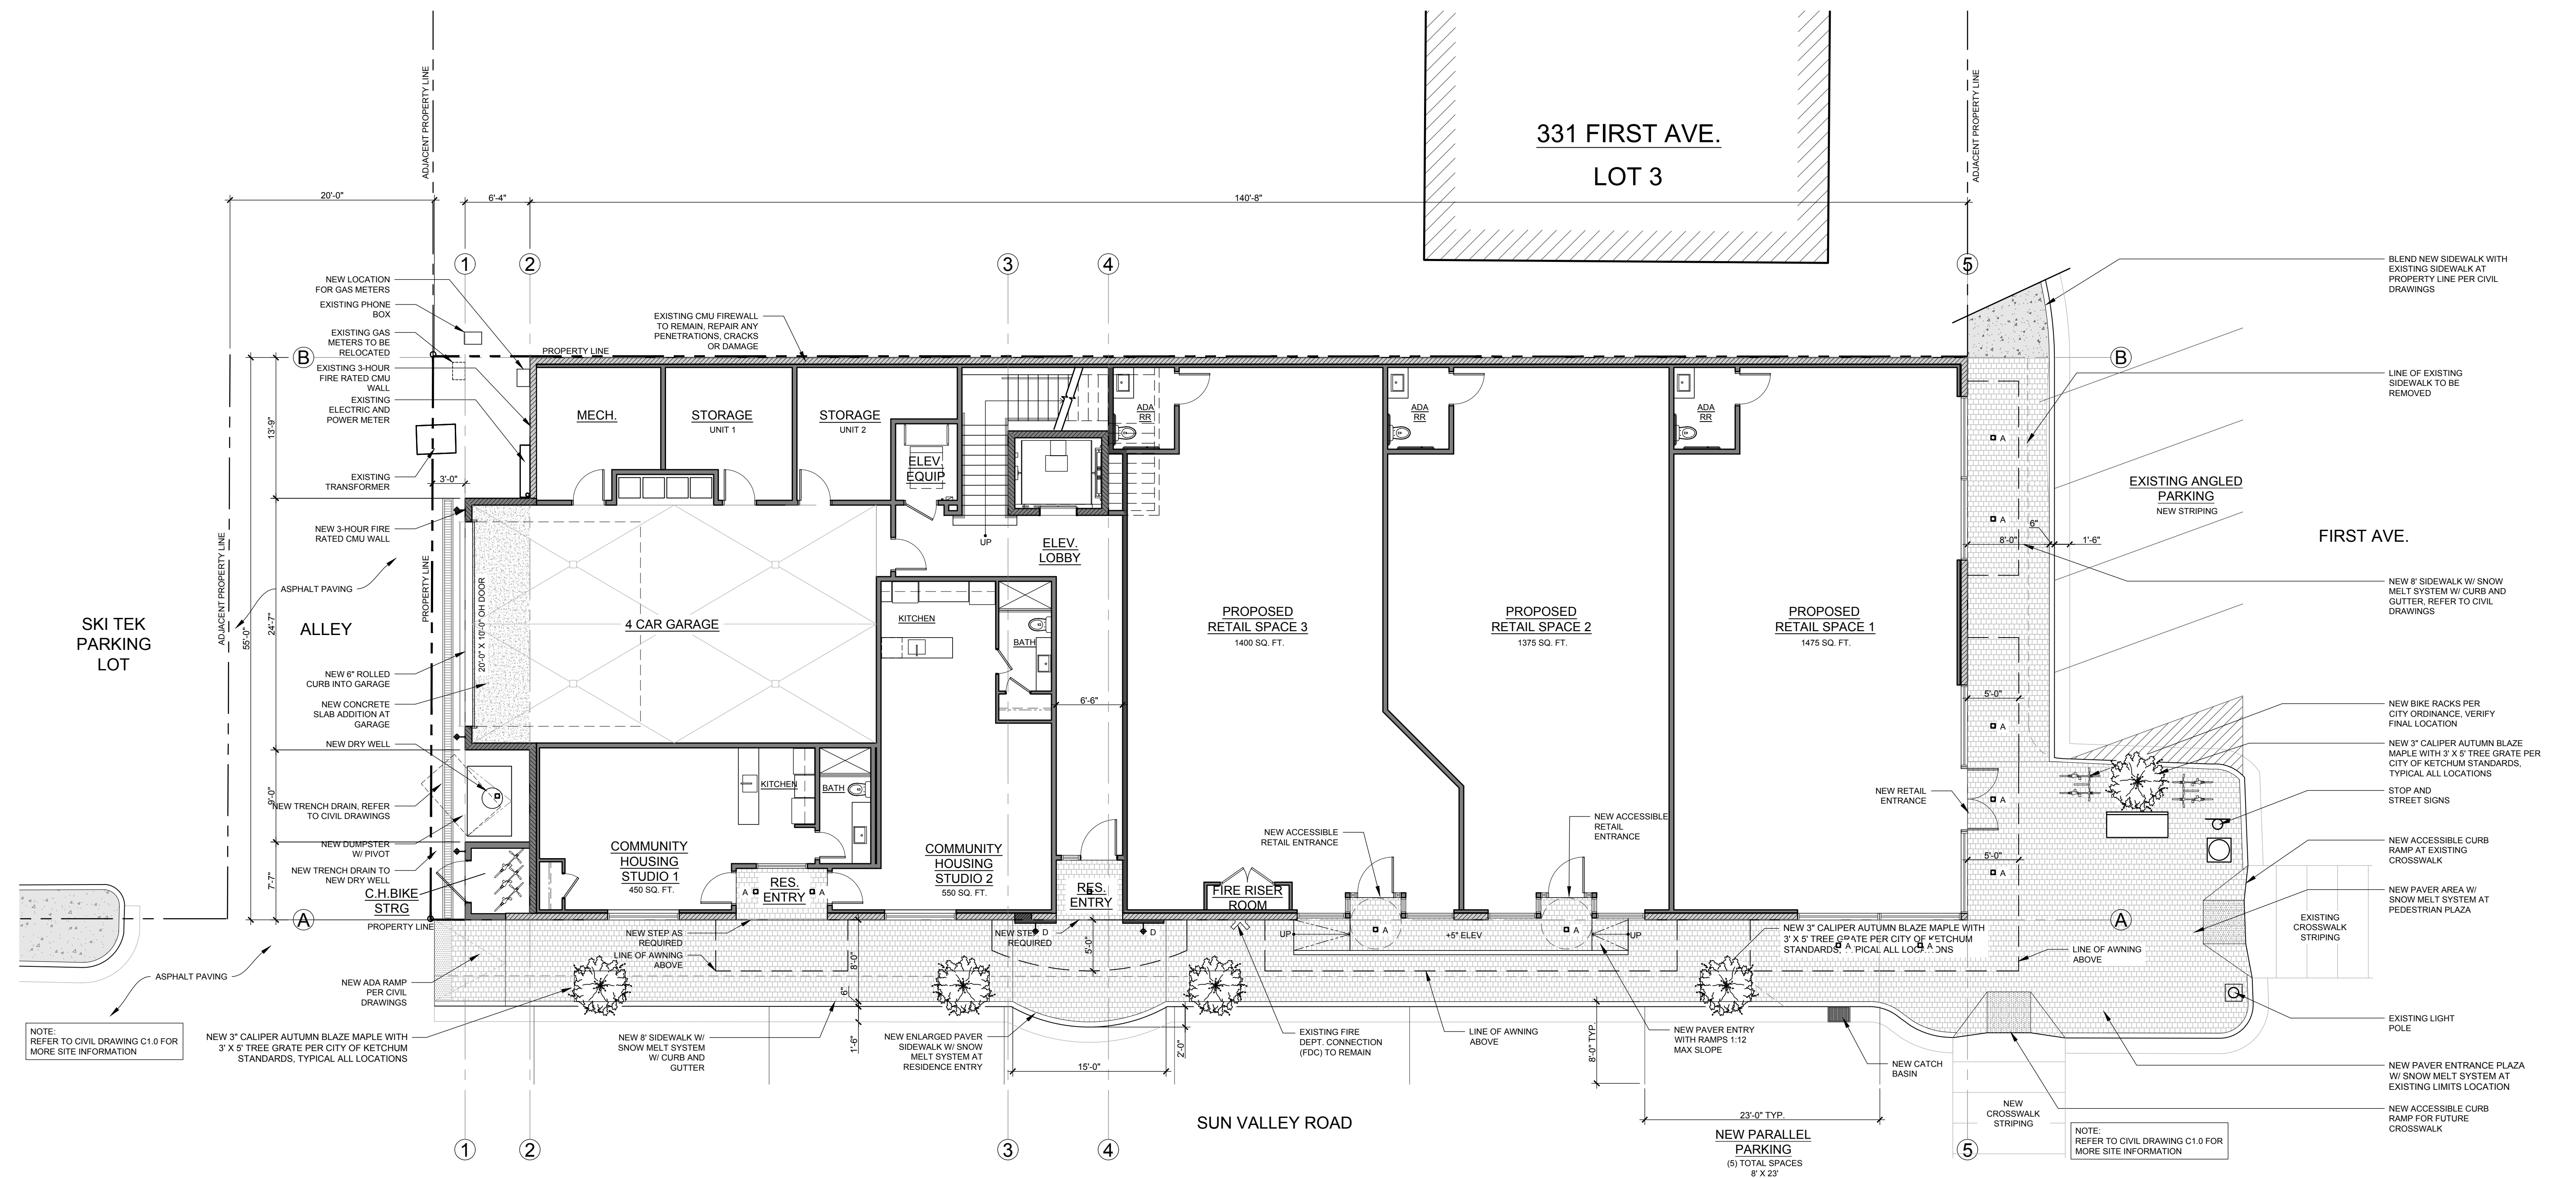 331 FIRST AVE.
LOT 3
ADJACENT PROPERTY LINE
ADJACENT PROPERTY LINE
20'-0"
6'-4"
140'-8"
1
2
3
4
5
NEW LOCATION
FOR GAS METERS
EXISTING PHONE
BOX
EXISTING GAS
METERS TO BE
RELOCATED
EXISTING 3-HOUR
FIRE RATED CMU
WALL
EXISTING
ELECTRIC AND
POWER METER
EXISTING
TRANSFORMER
NEW 3-HOUR FIRE
RATED CMU WALL
B
PROPERTY LINE
EXISTING CMU FIREWALL
TO REMAIN, REPAIR ANY
PENETRATIONS, CRACKS
OR DAMAGE
B
BLEND NEW SIDEWALK WITH
EXISTING SIDEWALK AT
PROPERTY LINE PER CIVIL
DRAWINGS
LINE OF EXISTING
SIDEWALK TO BE
REMOVED
MECH.
STORAGE
UNIT 1
STORAGE
UNIT 2
ELEV.
EQUIP
ADA
RR
ADA
RR
ADA
RR
UP
ELEV.
LOBBY
13'-9"
3'-0"
24'-7"
55'-0"
9'-0"
7'-7"
A
A
EXISTING ANGLED
PARKING
NEW STRIPING
6"
8'-0"
1'-6"
FIRST AVE.
NEW 8' SIDEWALK W/ SNOW
MELT SYSTEM W/ CURB AND
GUTTER, REFER TO CIVIL
DRAWINGS
SKI TEK
PARKING
LOT
ADJACENT PROPERTY LINE
ASPHALT PAVING
ALLEY
PROPERTY LINE
20'-0" X 10'-0" OH DOOR
4 CAR GARAGE
KITCHEN
BATH
6'-6"
PROPOSED
RETAIL SPACE 3
1400 SQ. FT.
PROPOSED
RETAIL SPACE 2
1375 SQ. FT.
PROPOSED
RETAIL SPACE 1
1475 SQ. FT.
NEW 6" ROLLED
CURB INTO GARAGE
NEW CONCRETE
SLAB ADDITION AT
GARAGE
NEW DRY WELL
NEW TRENCH DRAIN, REFER
TO CIVIL DRAWINGS
NEW DUMPSTER
W/ PIVOT
NEW TRENCH DRAIN TO
NEW DRY WELL
C.H.BIKE
STRG
KITCHEN
BATH
COMMUNITY
HOUSING
STUDIO 1
450 SQ. FT.
RES.
ENTRY
A
A
COMMUNITY
HOUSING
STUDIO 2
550 SQ. FT.
RES.
ENTRY
FIRE RISER
ROOM
NEW ACCESSIBLE
RETAIL ENTRANCE
NEW ACCESSIBLE
RETAIL
ENTRANCE
NEW RETAIL
ENTRANCE
5'-0"
5'-0"
A
A
A
NEW BIKE RACKS PER
CITY ORDINANCE, VERIFY
FINAL LOCATION
NEW 3" CALIPER AUTUMN BLAZE
MAPLE WITH 3' X 5' TREE GRATE PER
CITY OF KETCHUM STANDARDS,
TYPICAL ALL LOCATIONS
STOP AND
STREET SIGNS
NEW ACCESSIBLE CURB
RAMP AT EXISTING
CROSSWALK
NEW PAVER AREA W/
SNOW MELT SYSTEM AT
PEDESTRIAN PLAZA
EXISTING
CROSSWALK
STRIPING
A
PROPERTY LINE
A
NEW STEP AS
REQUIRED
LINE OF AWNING
ABOVE
8'-0"
6"
1'-6"
NEW STEP
REQUIRED
D
D
5'-0"
UP
A
+5" ELEV
A
UP
NEW 3" CALIPER AUTUMN BLAZE MAPLE WITH
3' X 5' TREE GRATE PER CITY OF KETCHUM
STANDARDS, TYPICAL ALL LOCATIONS
A
A
LINE OF AWNING
ABOVE
ASPHALT PAVING
NEW ADA RAMP
PER CIVIL
DRAWINGS
NOTE:
REFER TO CIVIL DRAWING C1.0 FOR
MORE SITE INFORMATION
NEW 3" CALIPER AUTUMN BLAZE MAPLE WITH
3' X 5' TREE GRATE PER CITY OF KETCHUM
STANDARDS, TYPICAL ALL LOCATIONS
NEW 8' SIDEWALK W/
SNOW MELT SYSTEM
W/ CURB AND
GUTTER
NEW ENLARGED PAVER
SIDEWALK W/ SNOW
MELT SYSTEM AT
RESIDENCE ENTRY
15'-0"
2'-0"
EXISTING FIRE
DEPT. CONNECTION
(FDC) TO REMAIN
LINE OF AWNING
ABOVE
8'-0" TYP.
NEW PAVER ENTRY
WITH RAMPS 1:12
MAX SLOPE
NEW CATCH
BASIN
EXISTING LIGHT
POLE
NEW PAVER ENTRANCE PLAZA
W/ SNOW MELT SYSTEM AT
EXISTING LIMITS LOCATION
NEW ACCESSIBLE CURB
RAMP FOR FUTURE
CROSSWALK
NEW
CROSSWALK
STRIPING
NOTE:
REFER TO CIVIL DRAWING C1.0 FOR
MORE SITE INFORMATION
SUN VALLEY ROAD
23'-0" TYP.
NEW PARALLEL
PARKING
(5) TOTAL SPACES
8' X 23'
1
2
3
4
5